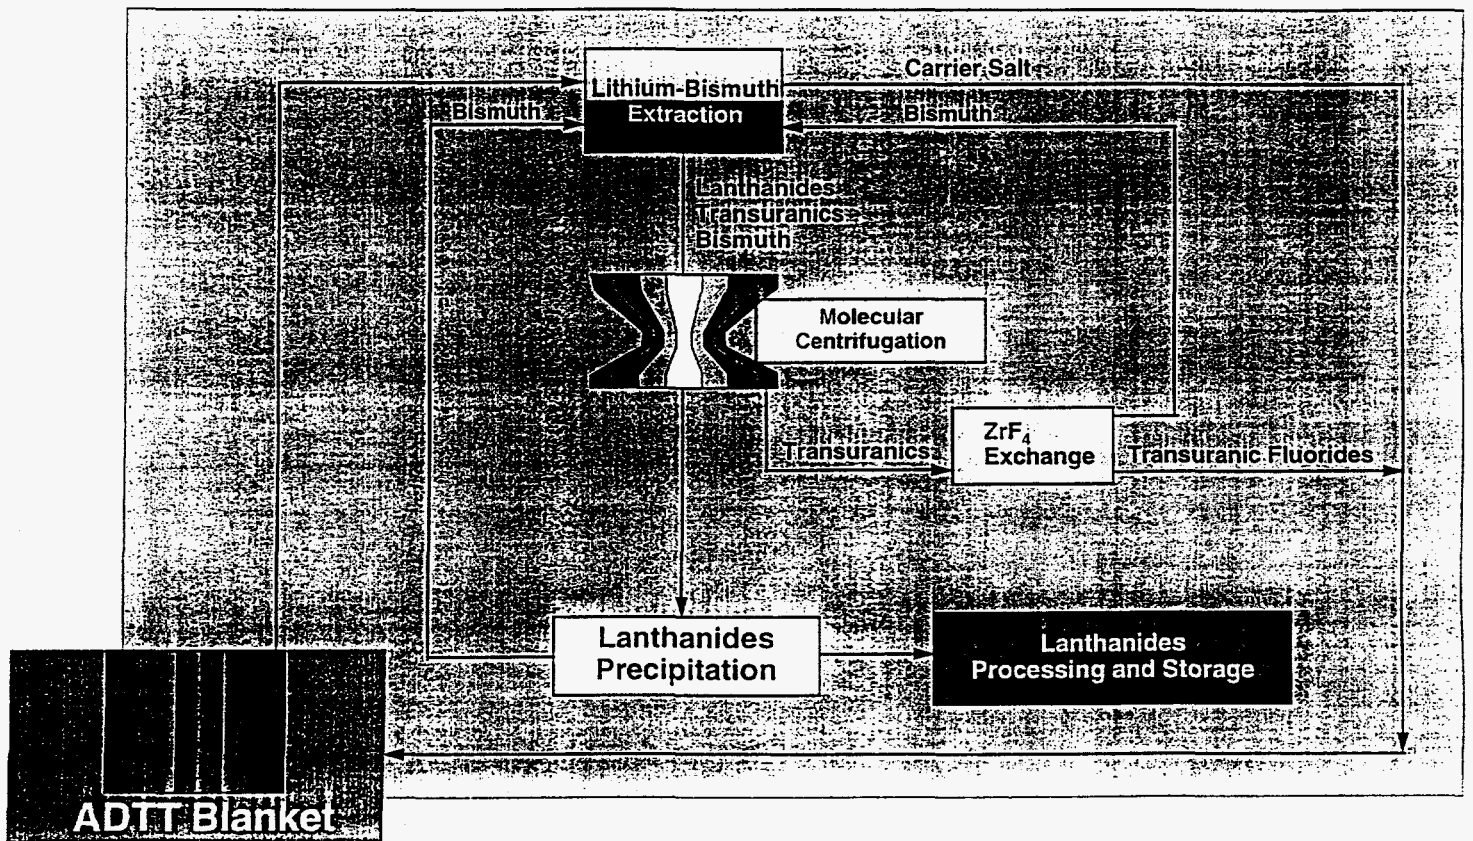 Carrier Salt
Lithium-Bismuth
Extraction
Bismuth
Bismuth
Lanthanides
Transuranics
Bismuth
Molecular
Centrifugation
ZrF₄
Exchange
Transuranics
Transuranic Fluorides
Lanthanides
Precipitation
Lanthanides
Processing and Storage
ADTT Blanket